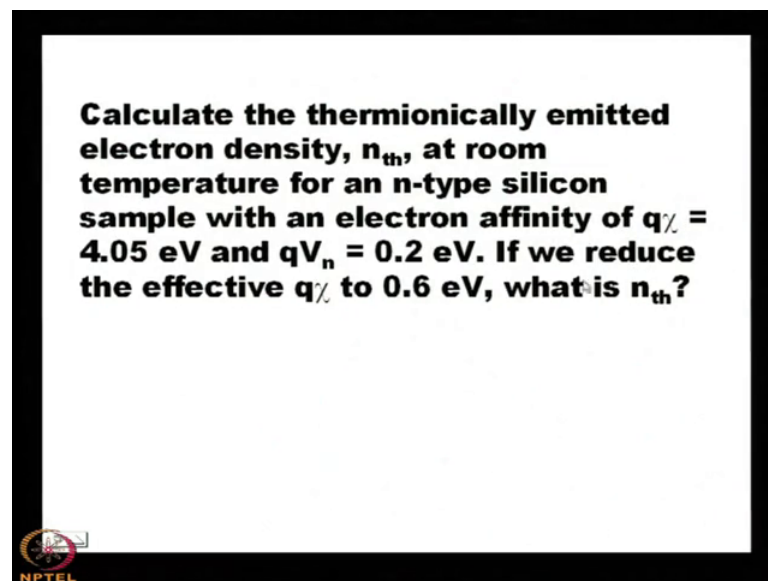 Calculate the thermionically emitted
electron density, nₜₕ, at room
temperature for an n-type silicon
sample with an electron affinity of qχ =
4.05 eV and qVₙ = 0.2 eV. If we reduce
the effective qχ to 0.6 eV, what is nₜₕ?
NPTEL